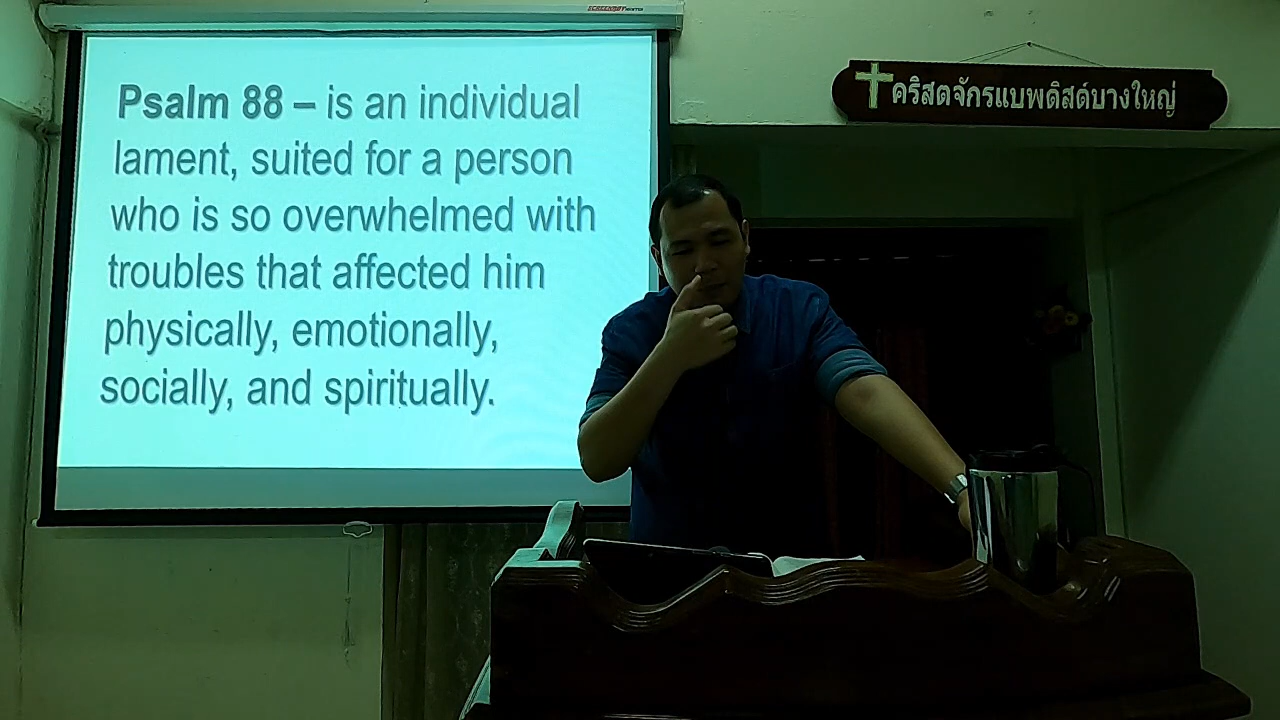 Psalm 88 – is an individual
lament, suited for a person
who is so overwhelmed with
troubles that affected him
physically, emotionally,
socially, and spiritually.
คริสตจักรแบพติสต์บางใหญ่